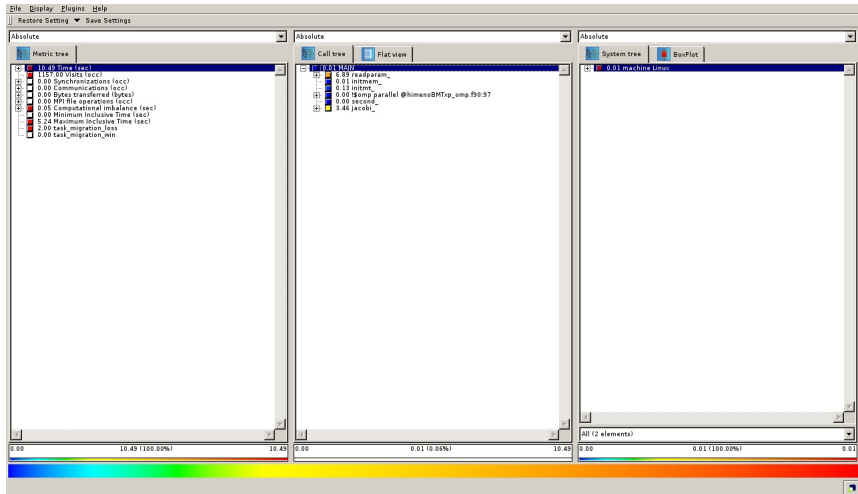 File Display Plugins Help
Restore Setting Save Settings
Absolute Absolute Absolute
Metric tree Call tree Flat view System tree BoxPlot
10.49 Time (sec)
1157.00 Visits (occ)
0.00 Synchronizations (occ)
0.00 Communications (occ)
0.00 Bytes transferred (bytes)
0.00 MPI file operations (occ)
0.05 Computational imbalance (sec)
0.00 Minimum Inclusive Time (sec)
5.24 Maximum Inclusive Time (sec)
2.00 task_migration_loss
0.00 task_migration_win
0.01 MAIN
6.89 readparam_
0.01 initmem_
0.13 initmt_
0.00 !$omp parallel @himenoBMTxp_omp.f90:97
0.00 second_
3.46 jacobi_
0.01 machine Linux
All (2 elements)
0.00 10.49 (100.00%) 10.49 0.00 0.01 (0.06%) 10.49 0.00 0.01 (100.00%) 0.01